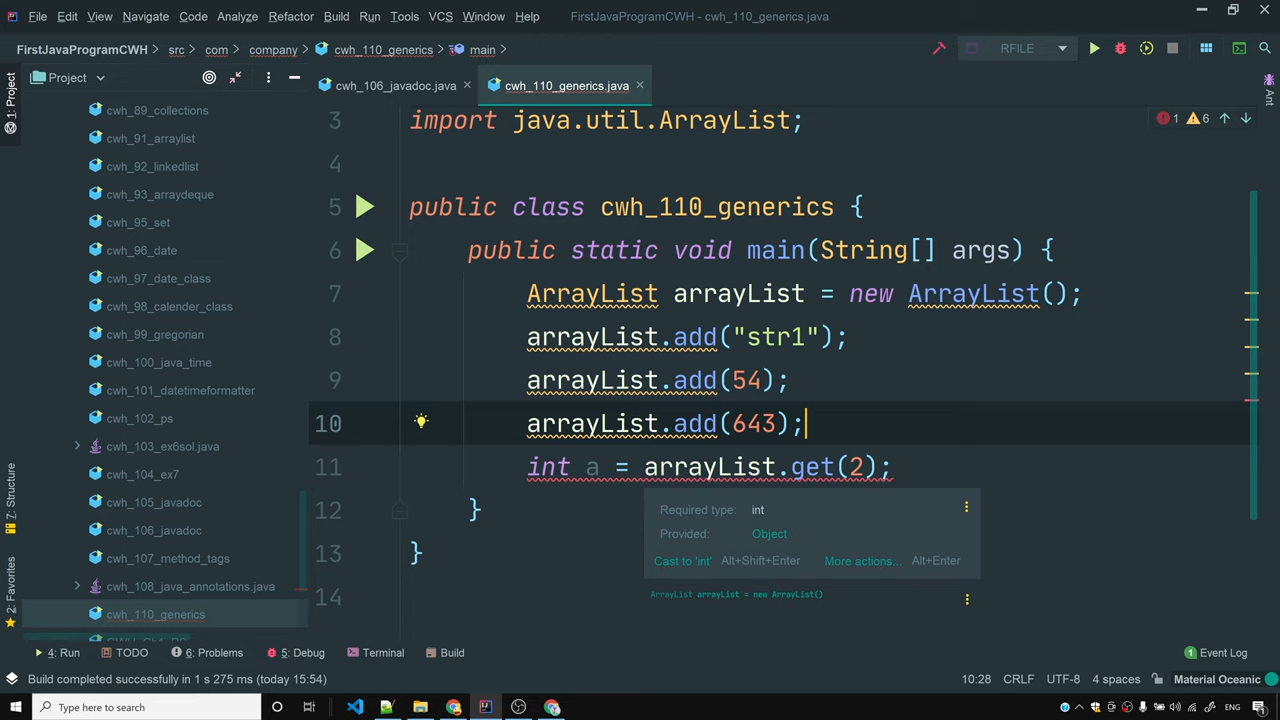 File Edit View Navigate Code Analyze Refactor Build Run Tools VCS Window Help FirstJavaProgramCWH - cwh_110_generics.java
FirstJavaProgramCWH src com company cwh_110_generics main RFILE
1: Project
Project
cwh_106_javadoc.java cwh_110_generics.java
cwh_89_collections
cwh_91_arraylist
cwh_92_linkedlist
cwh_93_arraydeque
cwh_95_set
cwh_96_date
cwh_97_date_class
cwh_98_calender_class
cwh_99_gregorian
cwh_100_java_time
cwh_101_datetimeformatter
cwh_102_ps
cwh_103_ex6sol.java
cwh_104_ex7
cwh_105_javadoc
cwh_106_javadoc
cwh_107_method_tags
cwh_108_java_annotations.java
cwh_110_generics
3 import java.util.ArrayList;
4
5 public class cwh_110_generics {
6 public static void main(String[] args) {
7 ArrayList arrayList = new ArrayList();
8 arrayList.add("str1");
9 arrayList.add(54);
10 arrayList.add(643);
11 int a = arrayList.get(2);
12 }
13 }
14
1 6
Ant
Required type: int
Provided: Object
Cast to 'int' Alt+Shift+Enter More actions... Alt+Enter
ArrayList arrayList = new ArrayList()
Z: Structure
2: Favorites
4: Run TODO 6: Problems 5: Debug Terminal Build 1 Event Log
Build completed successfully in 1 s 275 ms (today 15:54) 10:28 CRLF UTF-8 4 spaces Material Oceanic
Type here to search ENG